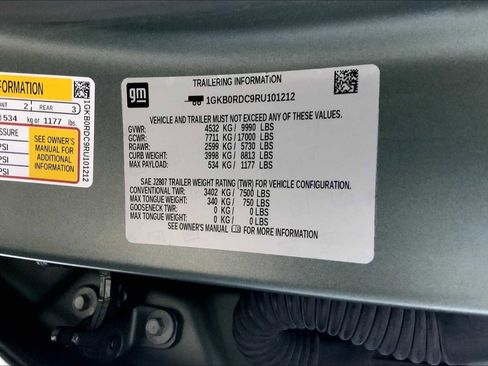 gm
TRAILERING INFORMATION
1GKB0RDC9RU101212
VEHICLE AND TRAILER MUST NOT EXCEED ANY OF THESE VALUES.
GVWR: 4532 KG / 9990 LBS
GCWR: 7711 KG / 17000 LBS
RGAWR: 2599 KG / 5730 LBS
CURB WEIGHT: 3998 KG / 8813 LBS
MAX PAYLOAD: 534 KG / 1177 LBS
SAE J2807 TRAILER WEIGHT RATING (TWR) FOR VEHICLE CONFIGURATION.
CONVENTIONAL TWR: 3402 KG / 7500 LBS
MAX TONGUE WEIGHT: 340 KG / 750 LBS
GOOSENECK TWR: 0 KG / 0 LBS
MAX TONGUE WEIGHT: 0 KG / 0 LBS
SEE OWNER'S MANUAL FOR MORE INFORMATION
FORMATION
2 REAR 3
534 kg or 1177 lbs.
SEE OWNER'S
MANUAL FOR
ADDITIONAL
INFORMATION
PSI
PSI
PSI
1GKB0RDC9RU101212